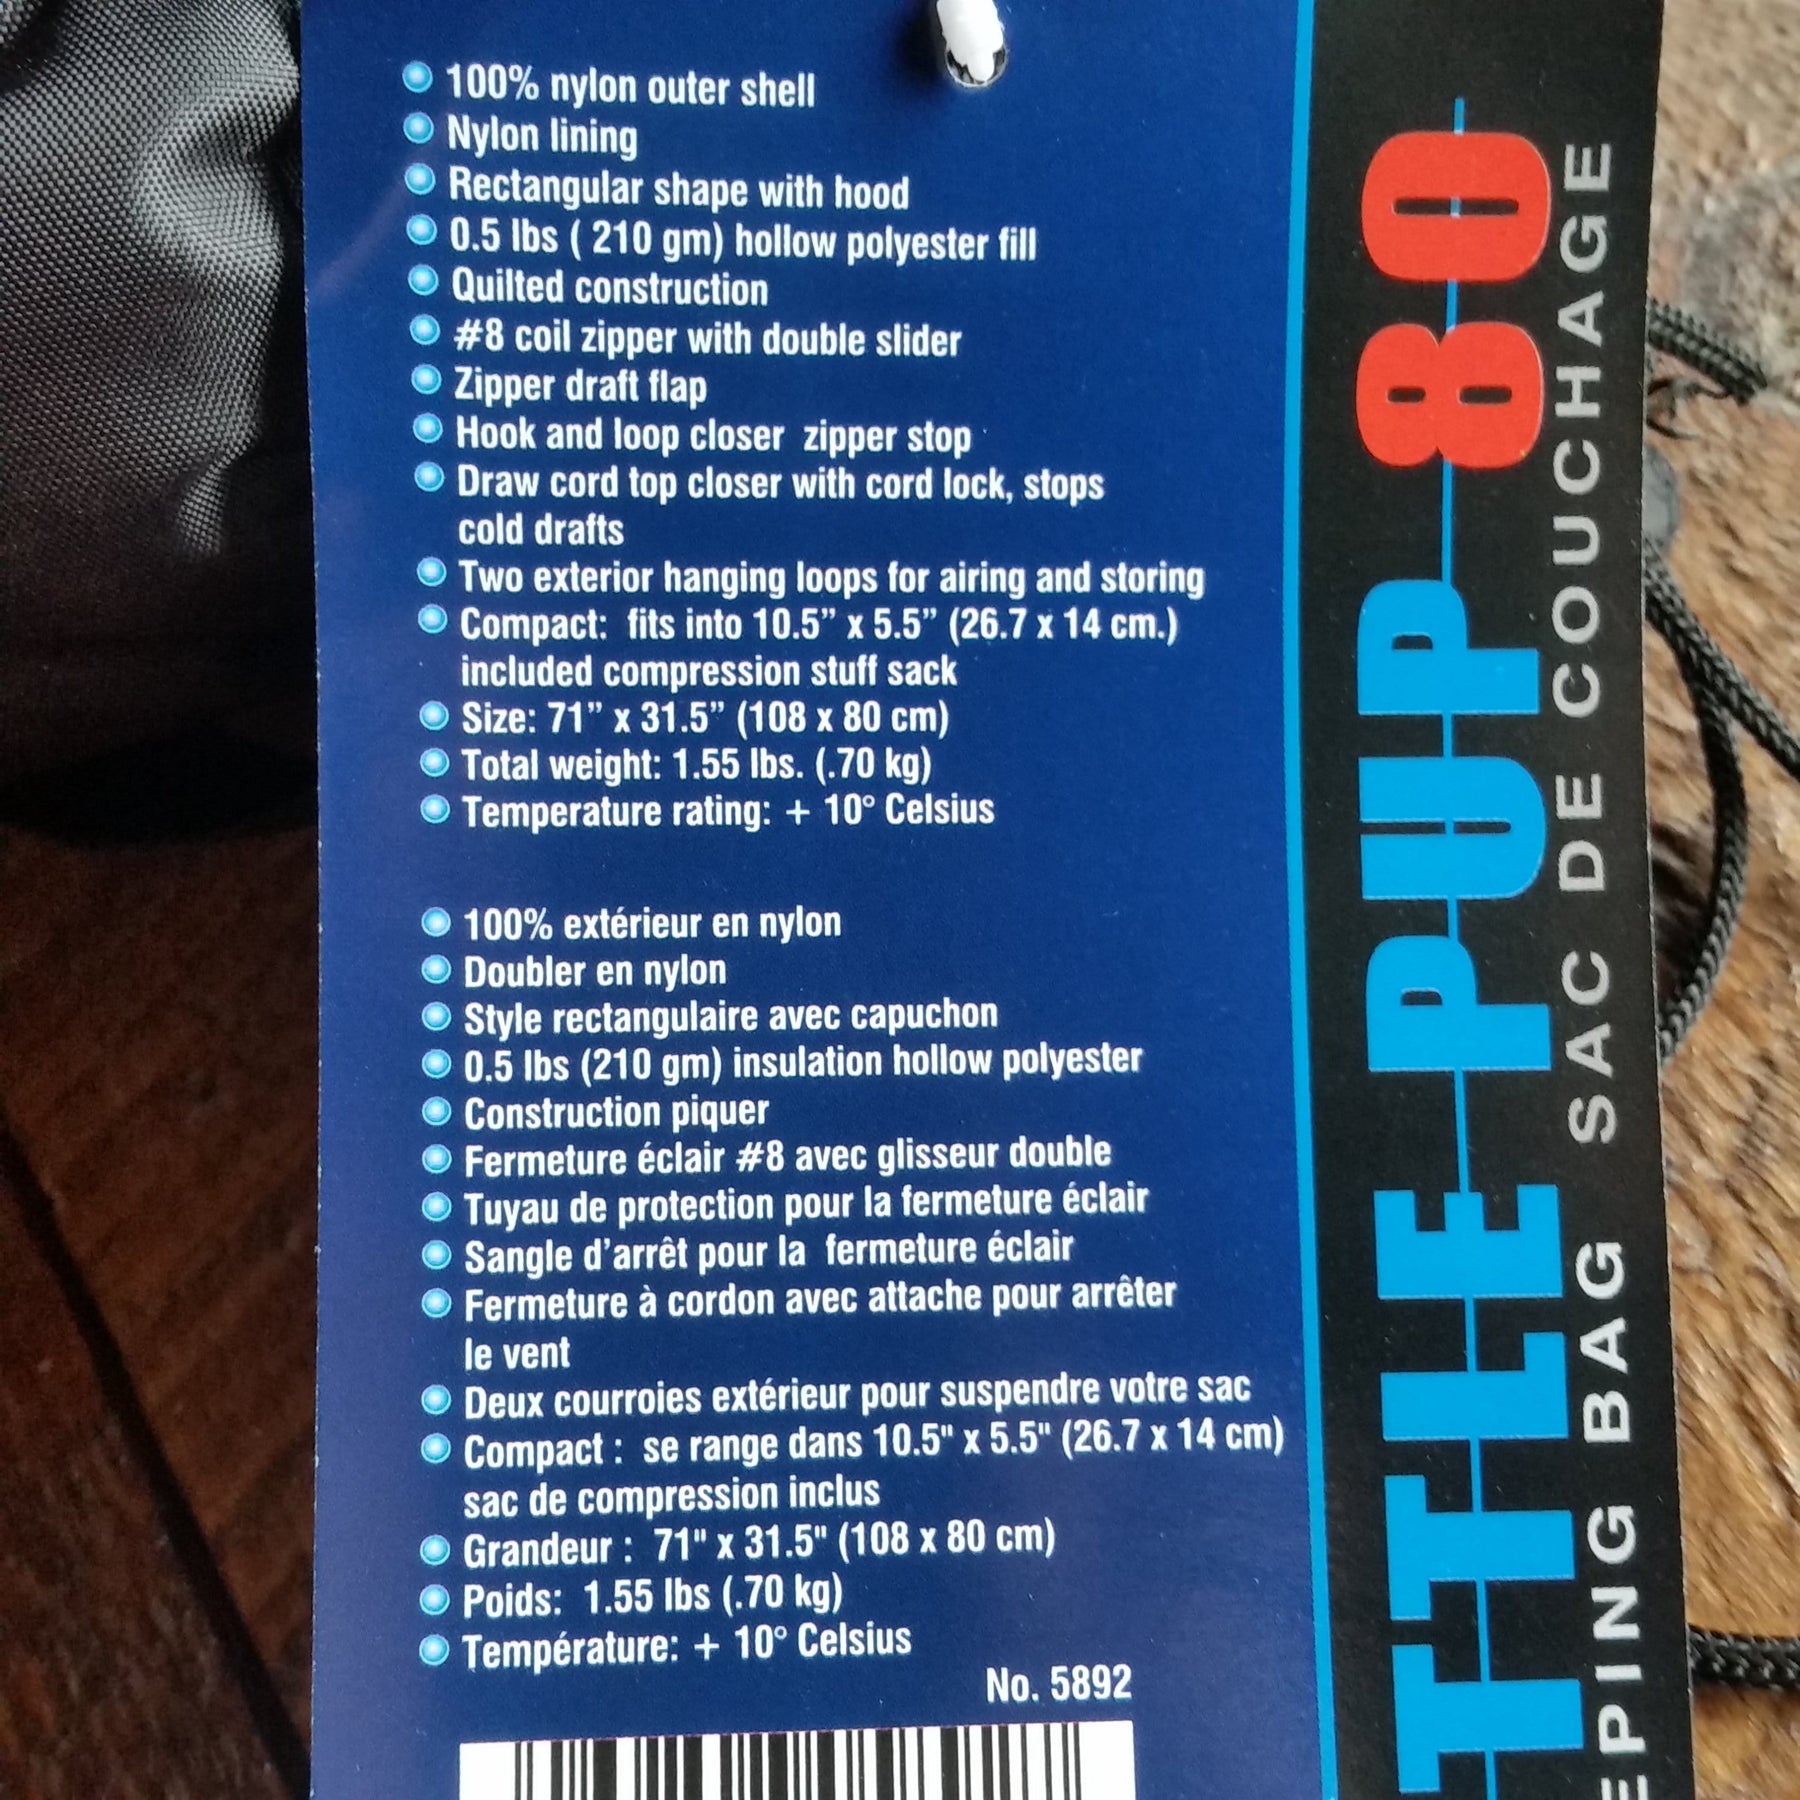 100% nylon outer shell
Nylon lining
Rectangular shape with hood
0.5 lbs ( 210 gm) hollow polyester fill
Quilted construction
#8 coil zipper with double slider
Zipper draft flap
Hook and loop closer  zipper stop
Draw cord top closer with cord lock, stops
cold drafts
Two exterior hanging loops for airing and storing
Compact:  fits into 10.5” x 5.5” (26.7 x 14 cm.)
included compression stuff sack
Size: 71” x 31.5” (108 x 80 cm)
Total weight: 1.55 lbs. (.70 kg)
Temperature rating: + 10° Celsius
100% extérieur en nylon
Doubler en nylon
Style rectangulaire avec capuchon
0.5 lbs (210 gm) insulation hollow polyester
Construction piquer
Fermeture éclair #8 avec glisseur double
Tuyau de protection pour la fermeture éclair
Sangle d’arrêt pour la  fermeture éclair
Fermeture à cordon avec attache pour arrêter
le vent
Deux courroies extérieur pour suspendre votre sac
Compact :  se range dans 10.5" x 5.5" (26.7 x 14 cm)
sac de compression inclus
Grandeur :  71" x 31.5" (108 x 80 cm)
Poids:  1.55 lbs (.70 kg)
Température: + 10° Celsius
No. 5892
TTLE PUP 80
EPING BAG SAC DE COUCHAGE